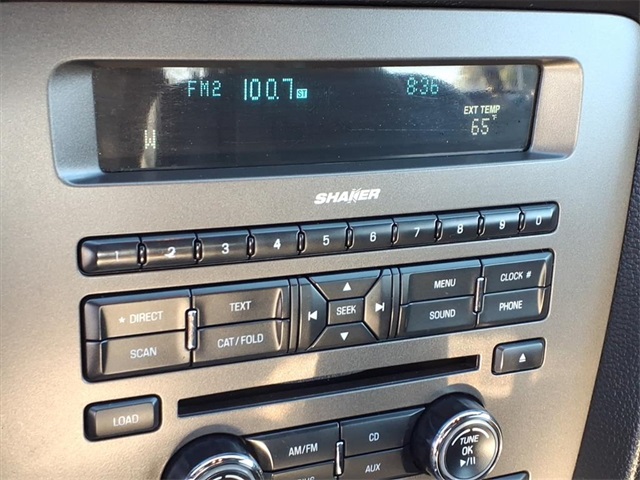 FM2 100.7 ST 8:36
EXT TEMP
W 65°F
SHAKER
1 2 3 4 5 6 7 8 9 0
* DIRECT TEXT SEEK MENU CLOCK #
SCAN CAT / FOLD SOUND PHONE
LOAD
AM/FM CD TUNE
AUX OK